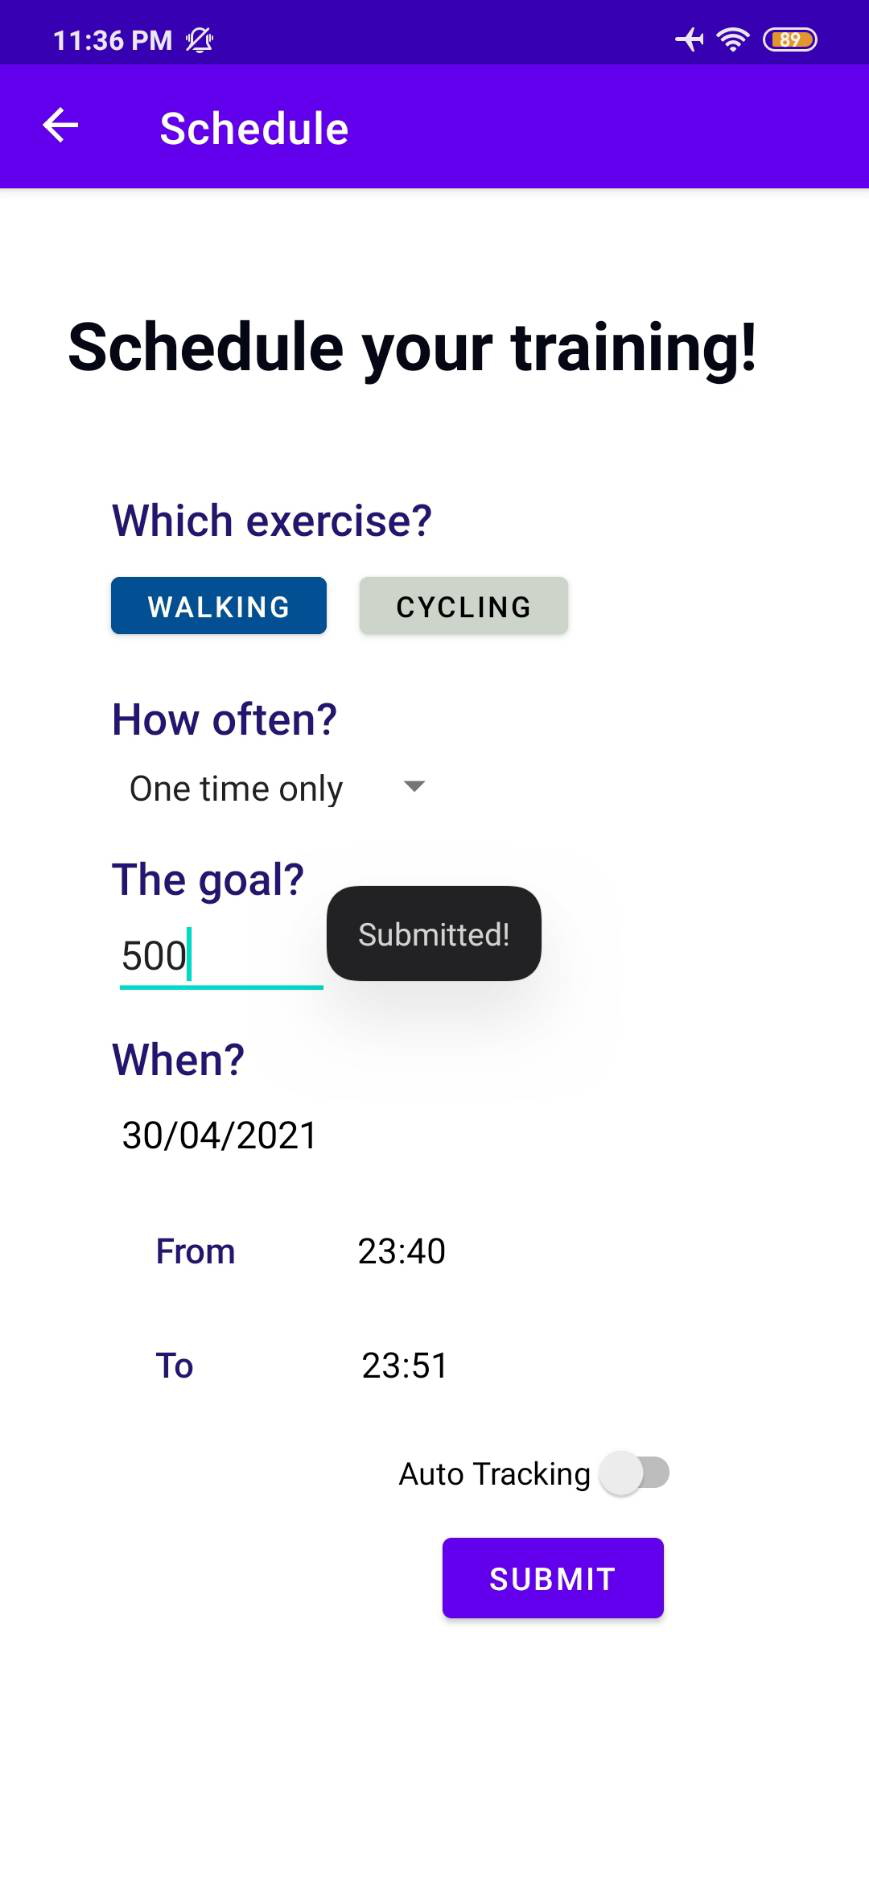 11:36 PM 89
Schedule
Schedule your training!
Which exercise?
WALKING CYCLING
How often?
One time only
The goal?
Submitted!
500
When?
30/04/2021
From 23:40
To 23:51
Auto Tracking
SUBMIT